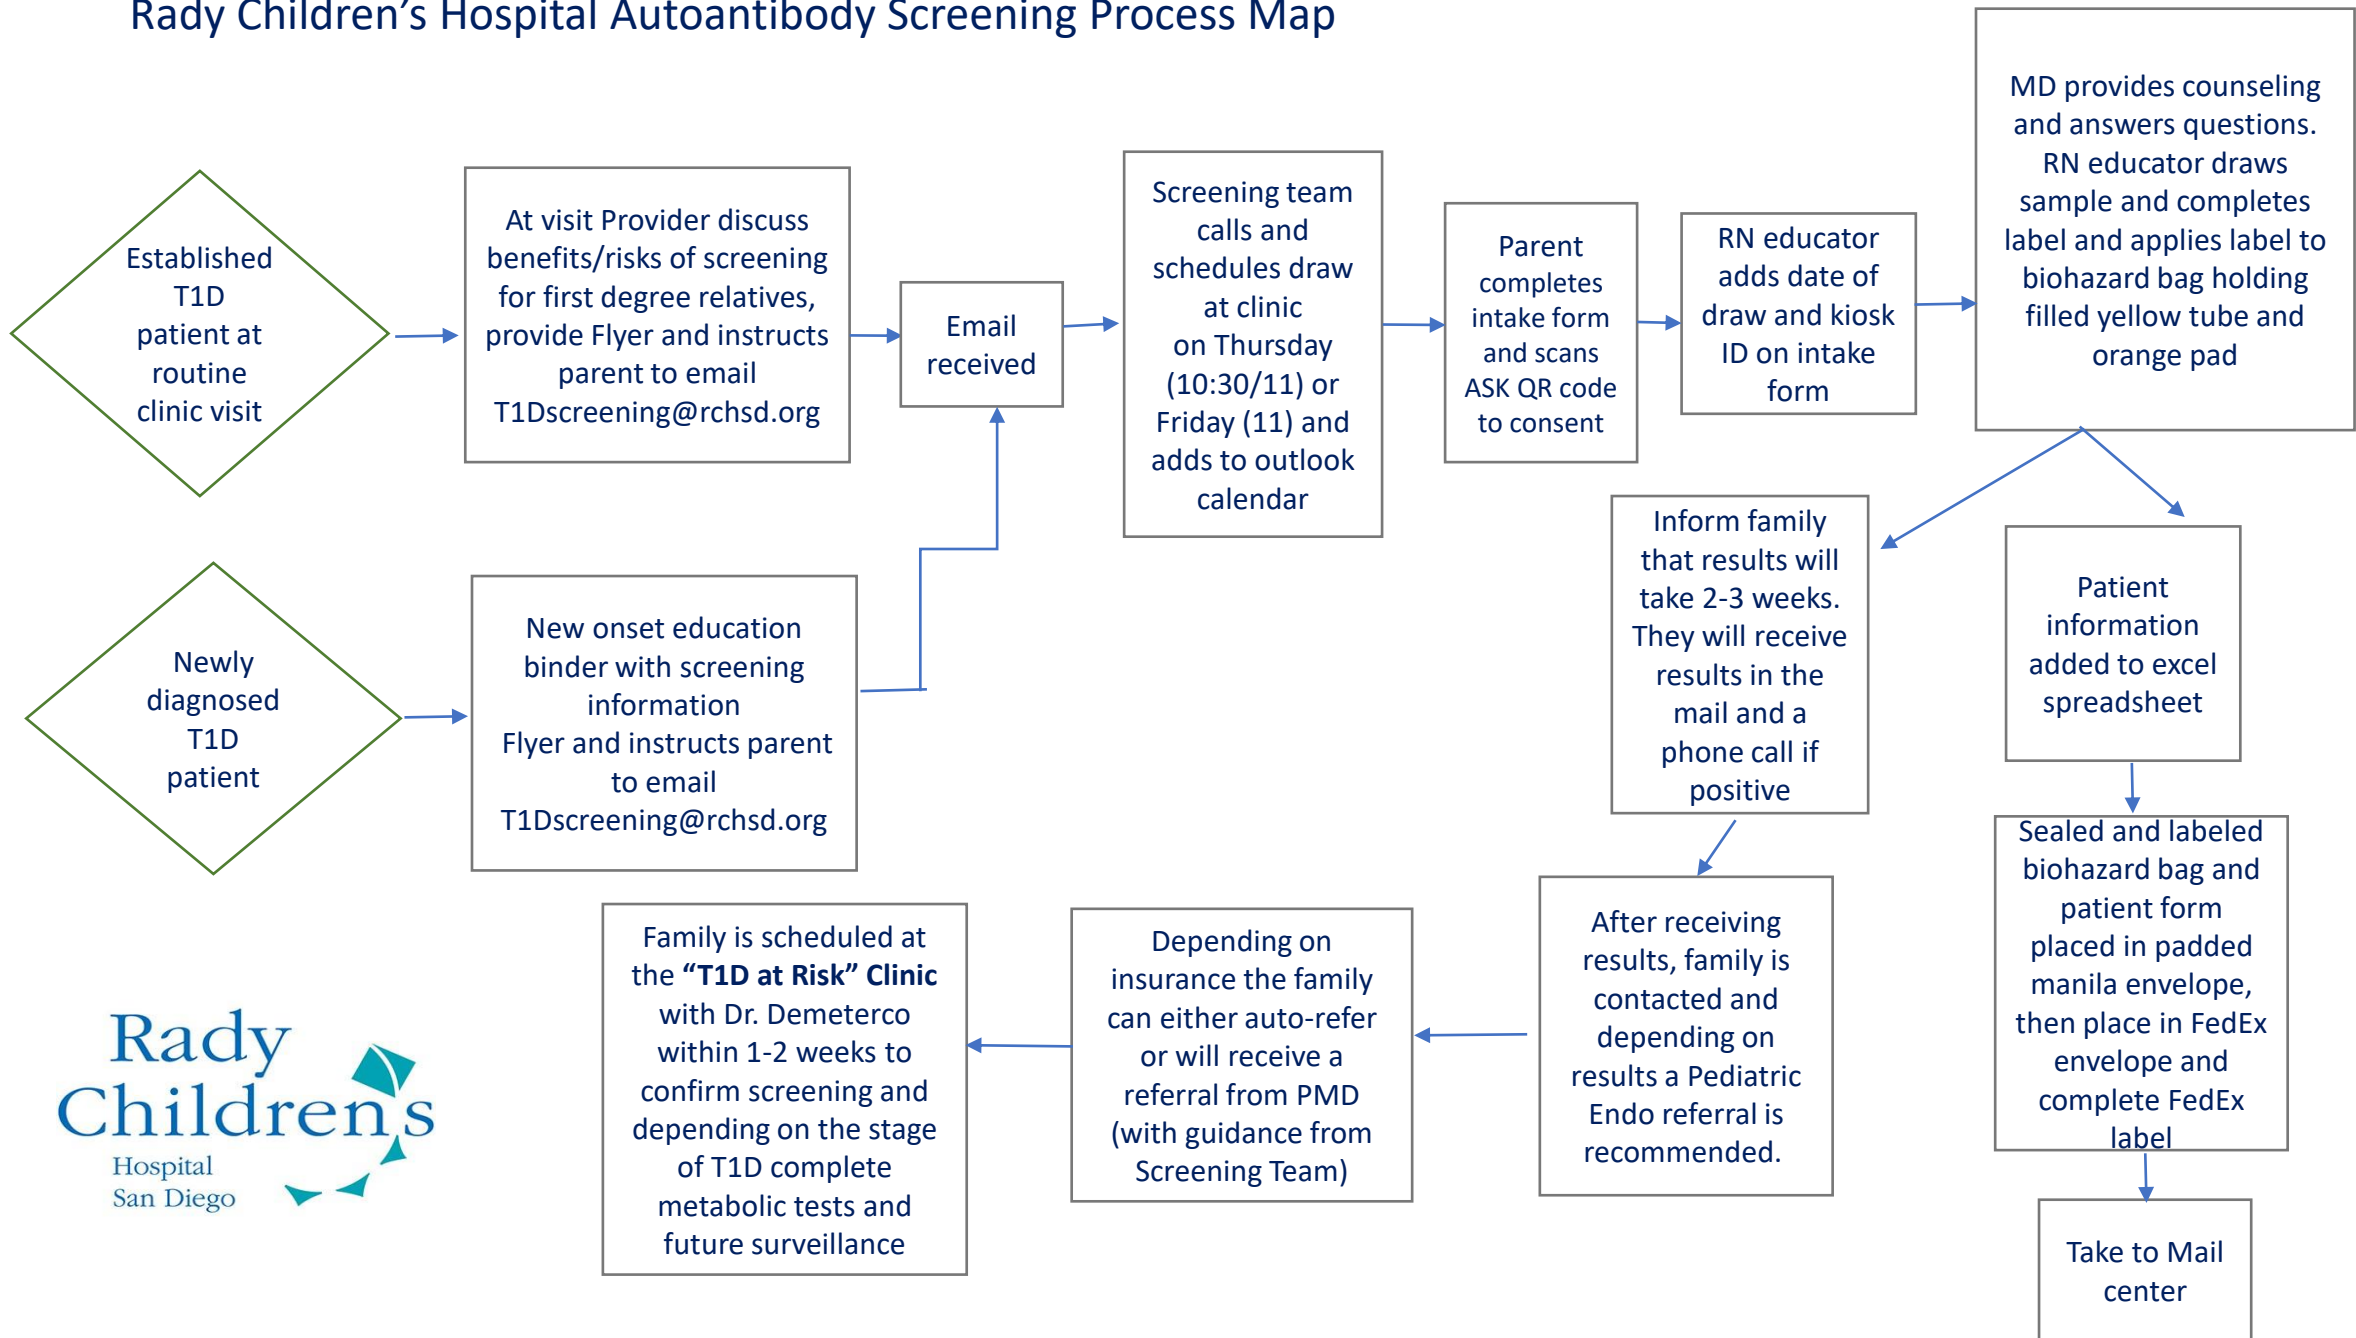 Rady Children's Hospital Autoantibody Screening Process Map
Established
T1D
patient at
routine
clinic visit
At visit Provider discuss
benefits/risks of screening
for first degree relatives,
provide Flyer and instructs
parent to email
T1Dscreening@rchsd.org
Email
received
Screening team
calls and
schedules draw
at clinic
on Thursday
(10:30/11) or
Friday (11) and
adds to outlook
calendar
Parent
completes
intake form
and scans
ASK QR code
to consent
RN educator
adds date of
draw and kiosk
ID on intake
form
MD provides counseling
and answers questions.
RN educator draws
sample and completes
label and applies label to
biohazard bag holding
filled yellow tube and
orange pad
Newly
diagnosed
T1D
patient
New onset education
binder with screening
information
Flyer and instructs parent
to email
T1Dscreening@rchsd.org
Inform family
that results will
take 2-3 weeks.
They will receive
results in the
mail and a
phone call if
positive
Patient
information
added to excel
spreadsheet
Sealed and labeled
biohazard bag and
patient form
placed in padded
manila envelope,
then place in FedEx
envelope and
complete FedEx
label
Take to Mail
center
After receiving
results, family is
contacted and
depending on
results a Pediatric
Endo referral is
recommended.
Depending on
insurance the family
can either auto-refer
or will receive a
referral from PMD
(with guidance from
Screening Team)
Family is scheduled at
the “T1D at Risk” Clinic
with Dr. Demeterco
within 1-2 weeks to
confirm screening and
depending on the stage
of T1D complete
metabolic tests and
future surveillance
Rady
Children's
Hospital
San Diego